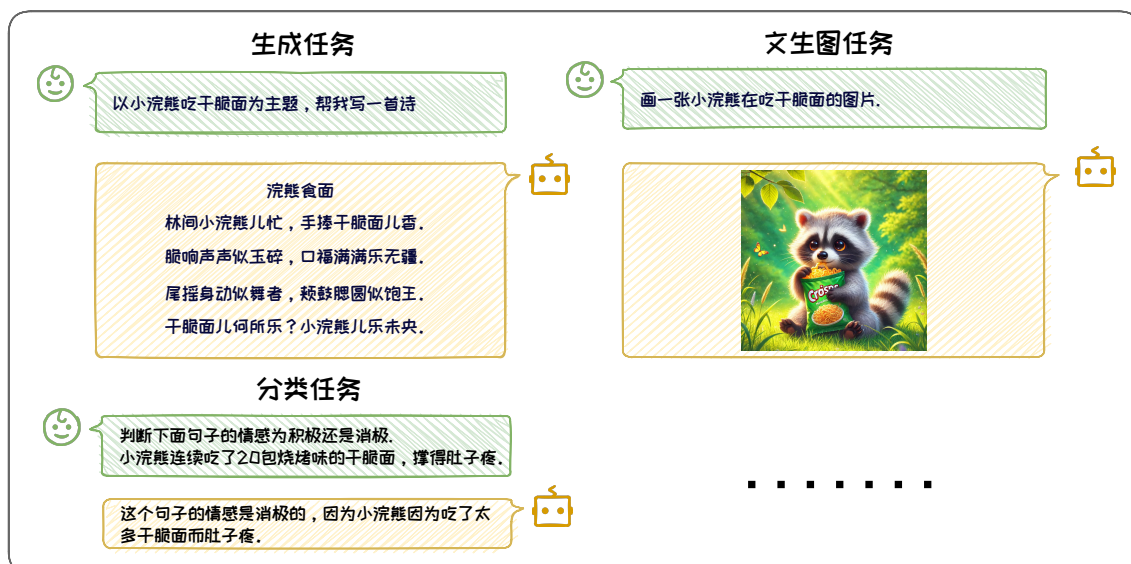 生成任务
以小浣熊吃干脆面为主题，帮我写一首诗
浣熊食面
林间小浣熊儿忙，手捧干脆面儿香.
脆响声声似玉碎，口福满满乐无疆.
尾摇身动似舞者，颊鼓腮圆似饱王.
干脆面儿何所乐？小浣熊儿乐未央.
文生图任务
画一张小浣熊在吃干脆面的图片.
分类任务
判断下面句子的情感为积极还是消极.
小浣熊连续吃了20包烧烤味的干脆面，撑得肚子疼.
这个句子的情感是消极的，因为小浣熊因为吃了太
多干脆面而肚子疼.
.......